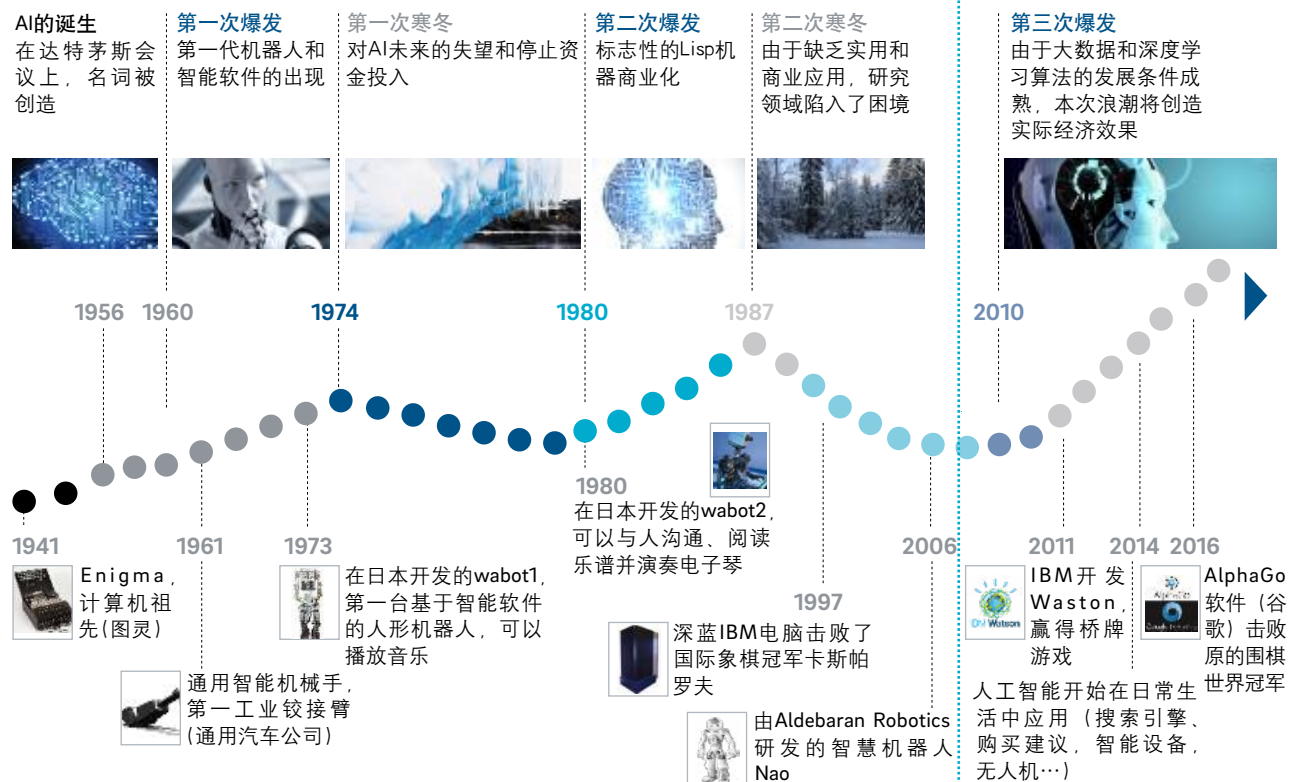 AI的诞生
在达特茅斯会
议上，名词被
创造
第一次爆发
第一代机器人和
智能软件的出现
第一次寒冬
对AI未来的失望和停止资
金投入
第二次爆发
标志性的Lisp机
器商业化
第二次寒冬
由于缺乏实用和
商业应用，研究
领域陷入了困境
第三次爆发
由于大数据和深度学
习算法的发展条件成
熟，本次浪潮将创造
实际经济效果
1956
1960
1974
1980
1987
2010
1941
Enigma，
计算机祖
先(图灵)
1961
通用智能机械手，
第一工业铰接臂
(通用汽车公司)
1973
在日本开发的wabot1，
第一台基于智能软件
的人形机器人，可以
播放音乐
1980
在日本开发的wabot2，
可以与人沟通、阅读
乐谱并演奏电子琴
1997
深蓝IBM电脑击败了
国际象棋冠军卡斯帕
罗夫
2006
由Aldebaran Robotics
研发的智慧机器人
Nao
2011
Watson
IBM开发
Waston，
赢得桥牌
游戏
2014
人工智能开始在日常生
活中应用（搜索引擎、
购买建议，智能设备，
无人机…）
2016
AlphaGo
AlphaGo
软件（谷
歌）击败
原的围棋
世界冠军